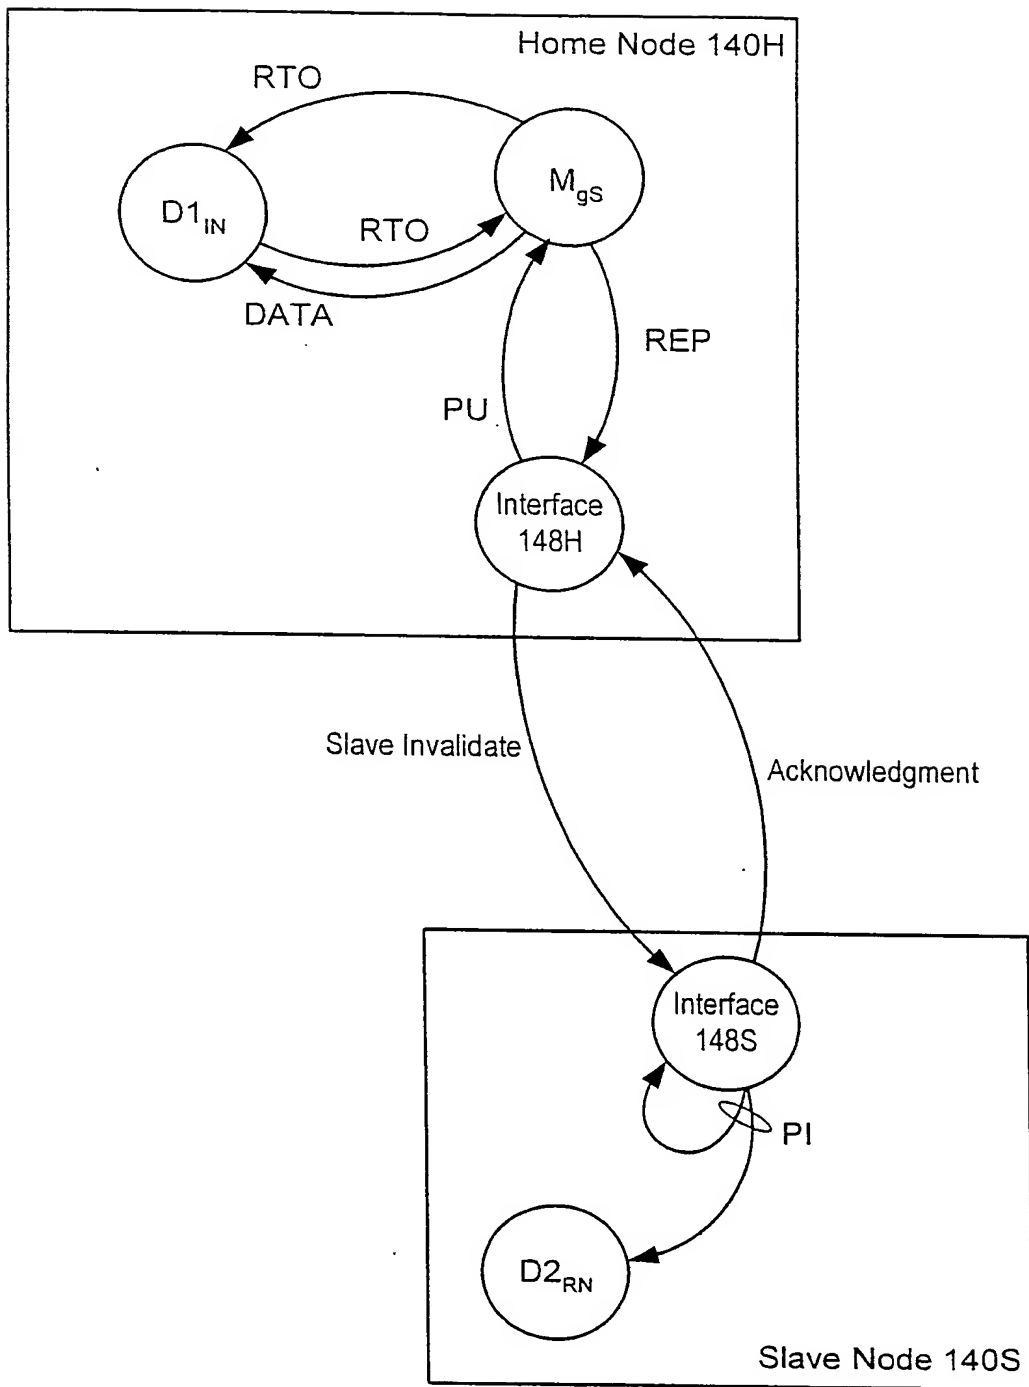 Home Node 140H
RTO
MgS
D1IN
RTO
DATA
REP
PU
Interface
148H
Slave Invalidate
Acknowledgment
Interface
148S
PI
D2RN
Slave Node 140S